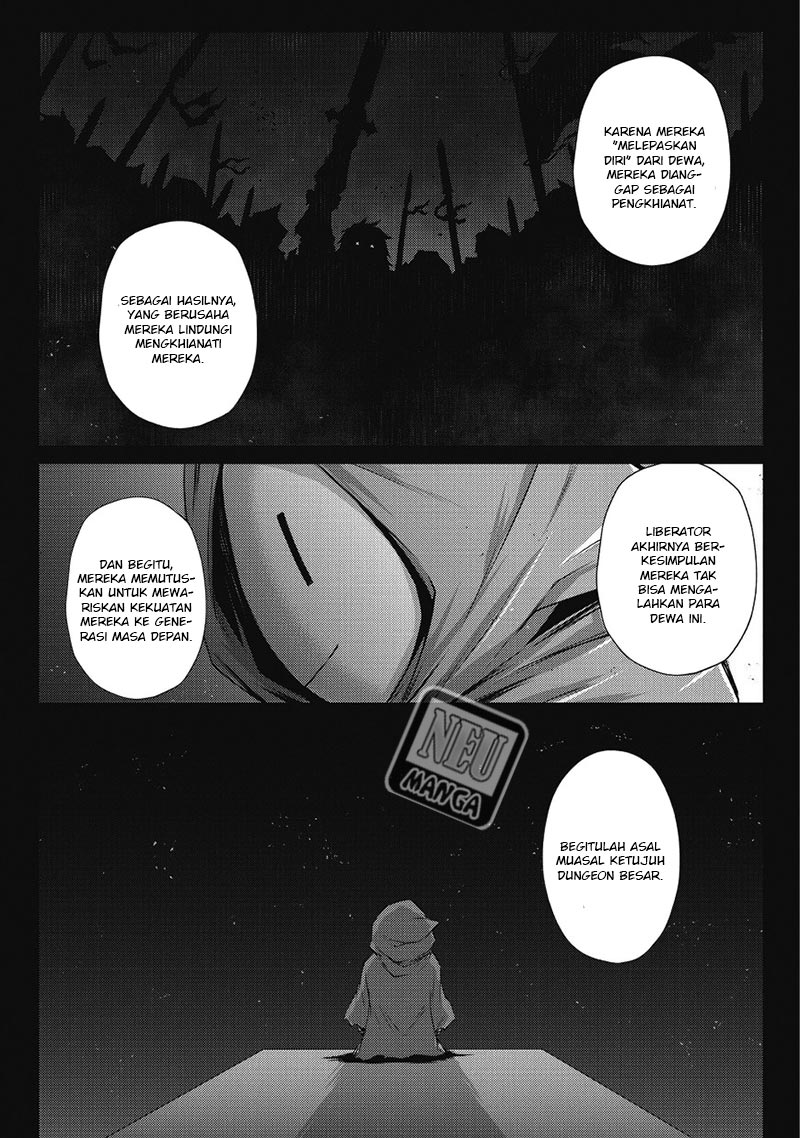 KARENA MEREKA
"MELEPASKAN
DIRI" DARI DEWA,
MEREKA DIANG-
GAP SEBAGAI
PENGKHIANAT.
SEBAGAI HASILNYA,
YANG BERUSAHA
MEREKA LINDUNGI
MENGKHIANATI
MEREKA.
LIBERATOR
AKHIRNYA BER-
KESIMPULAN
MEREKA TAK
BISA MENGA-
LAHKAN PARA
DEWA INI.
DAN BEGITU,
MEREKA MEMUTUS-
KAN UNTUK MEWA-
RISKAN KEKUATAN
MEREKA KE GENE-
RASI MASA DEPAN.
NEU
MANGA
BEGITULAH ASAL
MUASAL KETUJUH
DUNGEON BESAR.